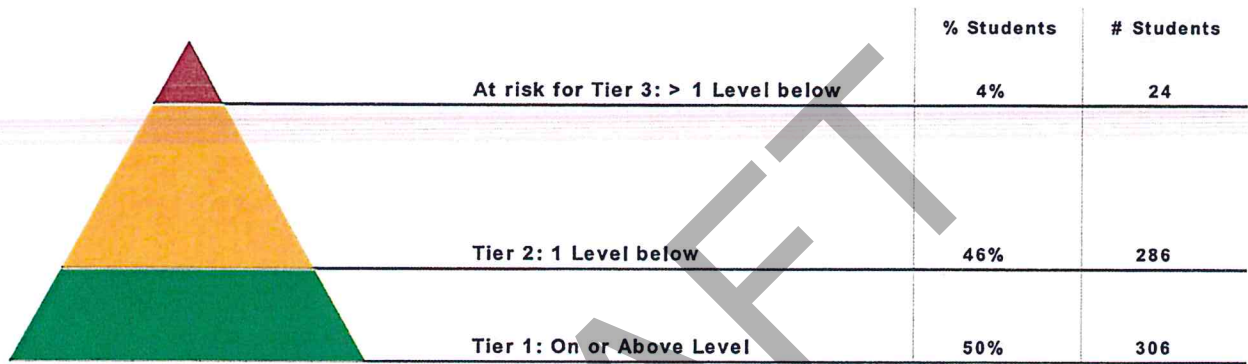 % Students # Students
At risk for Tier 3: > 1 Level below 4% 24
Tier 2: 1 Level below 46% 286
Tier 1: On or Above Level 50% 306